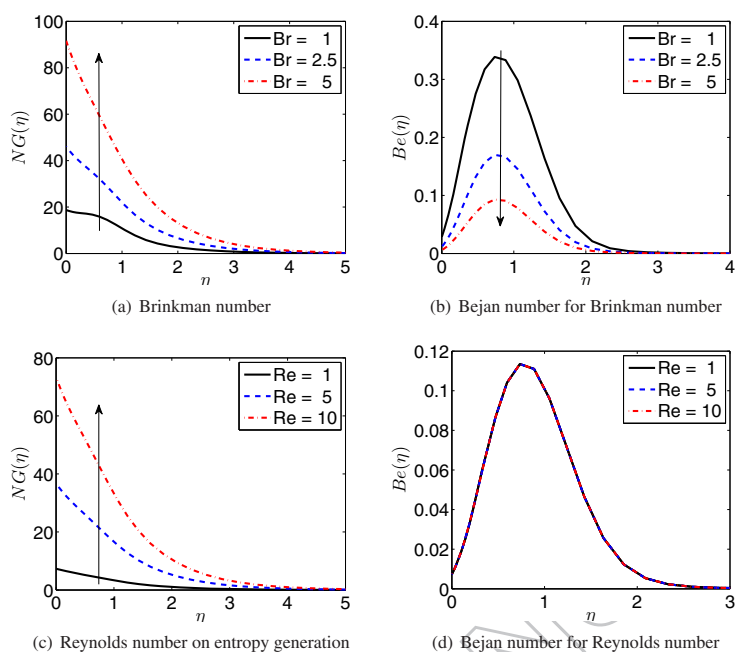 100
80
60
40
20
0
0 1 2 3 4 5
NG(η)
η
Br = 1
Br = 2.5
Br = 5
(a) Brinkman number
0.4
0.3
0.2
0.1
0
0 1 2 3 4
Be(η)
η
Br = 1
Br = 2.5
Br = 5
(b) Bejan number for Brinkman number
80
60
40
20
0
0 1 2 3 4 5
NG(η)
η
Re = 1
Re = 5
Re = 10
(c) Reynolds number on entropy generation
0.12
0.1
0.08
0.06
0.04
0.02
0
0 1 2 3
Be(η)
η
Re = 1
Re = 5
Re = 10
(d) Bejan number for Reynolds number